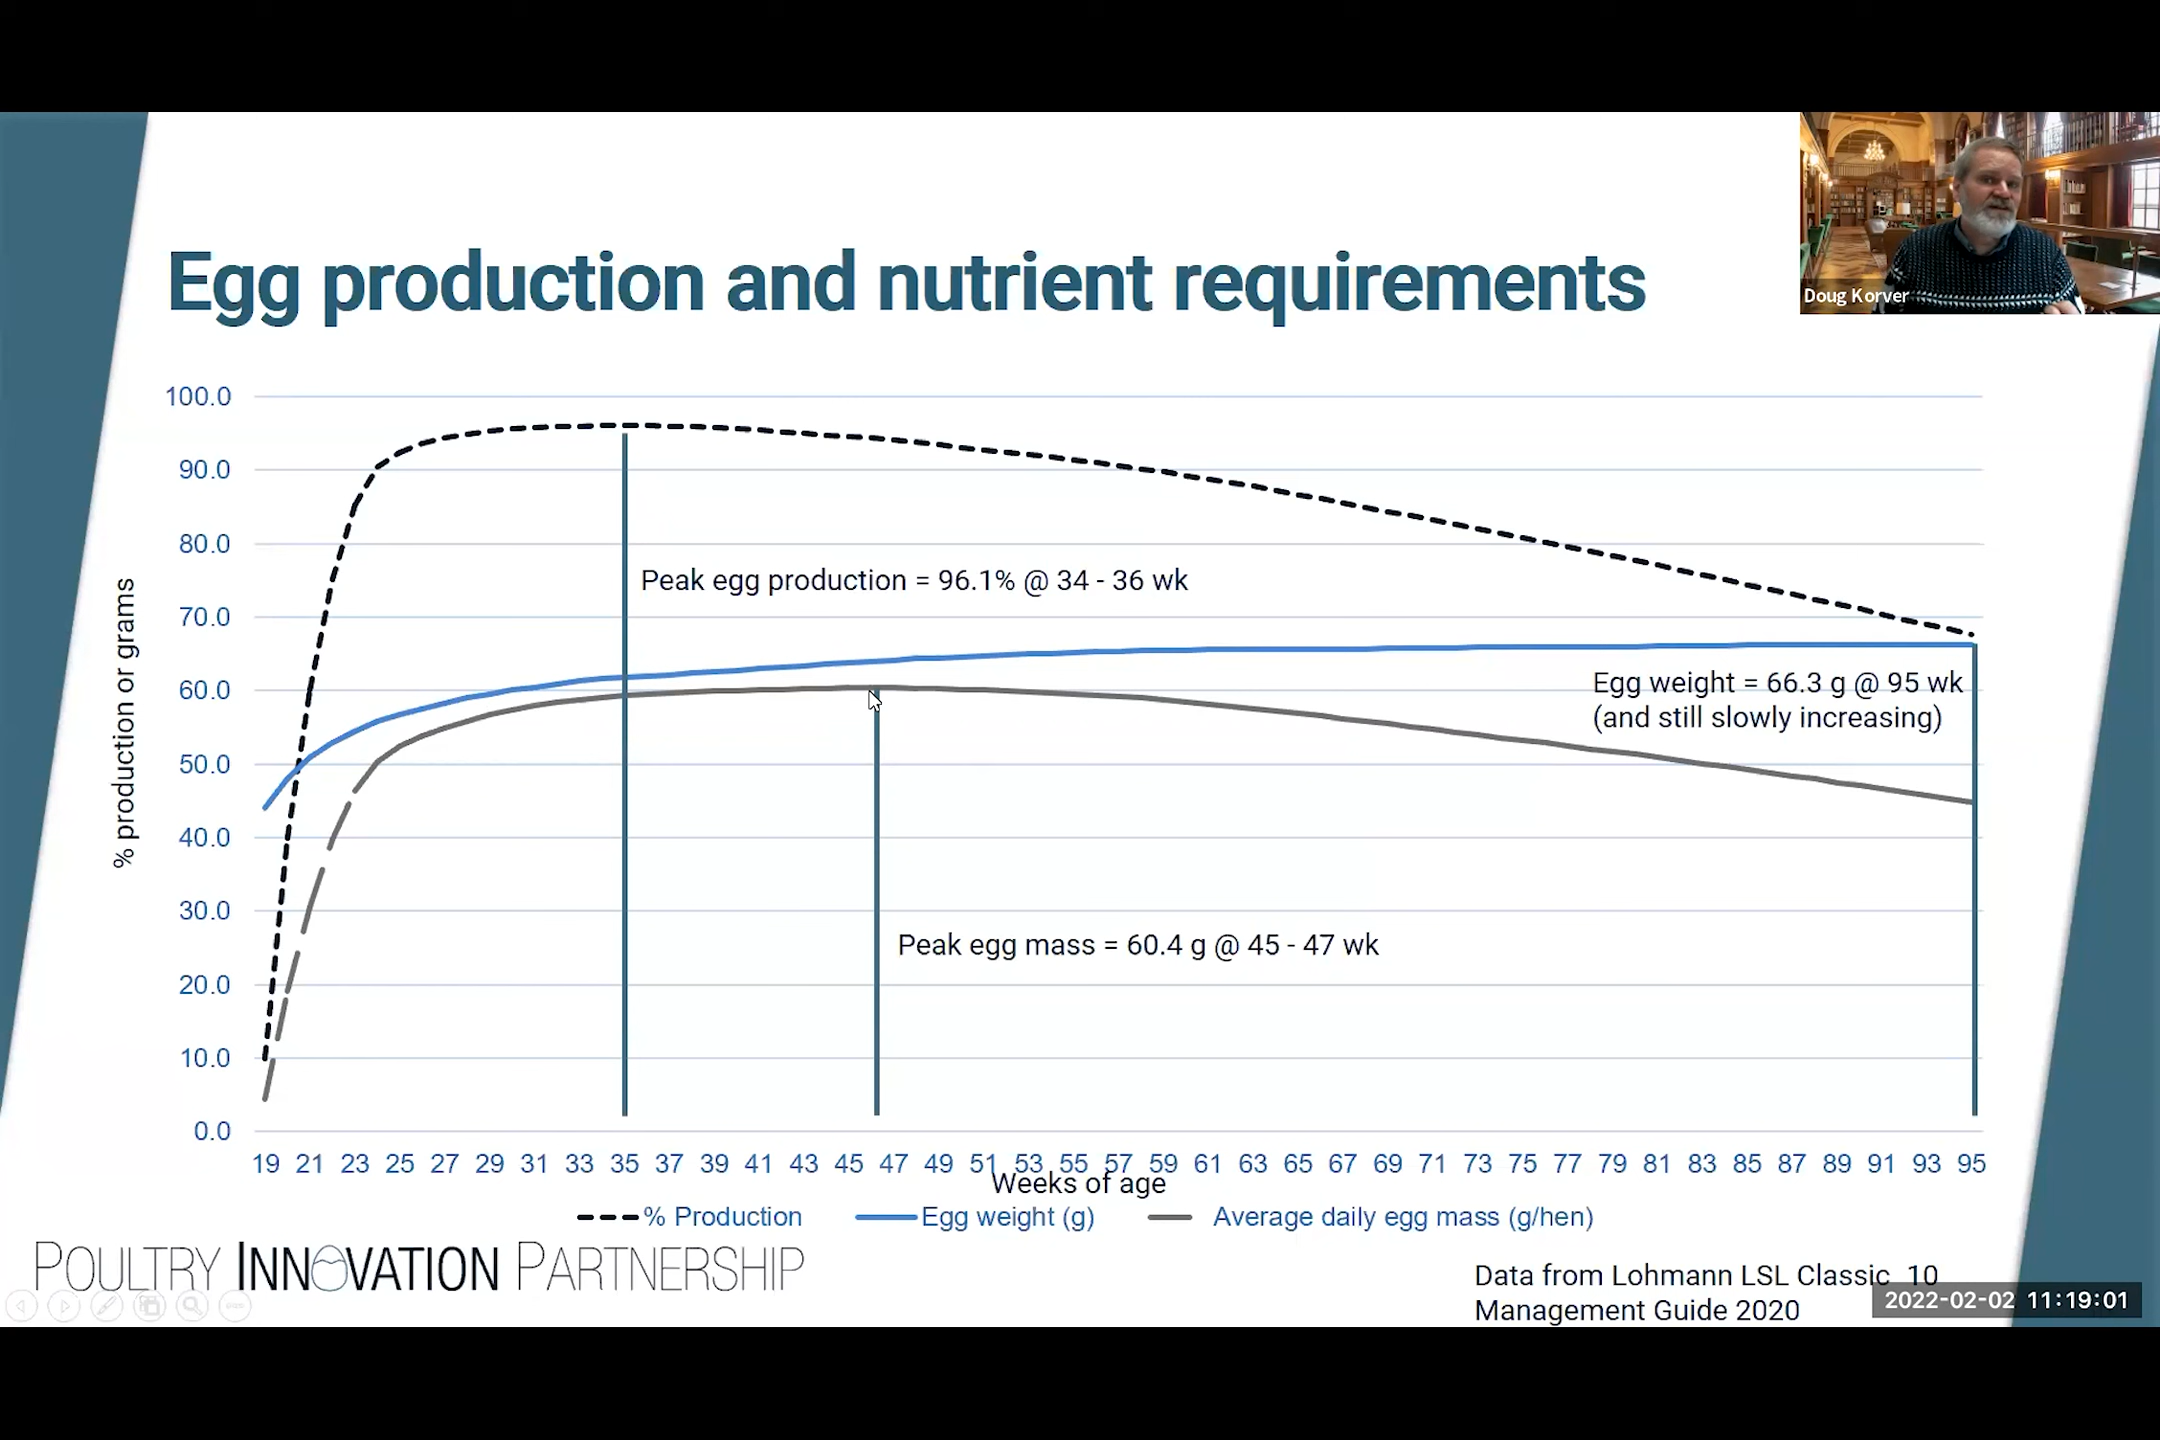 Doug Korver
Egg production and nutrient requirements
% production or grams
100.0
90.0
80.0
70.0
60.0
50.0
40.0
30.0
20.0
10.0
0.0
Peak egg production = 96.1% @ 34 - 36 wk
Egg weight = 66.3 g @ 95 wk
(and still slowly increasing)
Peak egg mass = 60.4 g @ 45 - 47 wk
19 21 23 25 27 29 31 33 35 37 39 41 43 45 47 49 51 53 55 57 59 61 63 65 67 69 71 73 75 77 79 81 83 85 87 89 91 93 95
Weeks of age
% Production Egg weight (g) Average daily egg mass (g/hen)
POULTRY INNOVATION PARTNERSHIP
Data from Lohmann LSL Classic 10
Management Guide 2020
2022-02-02 11:19:01